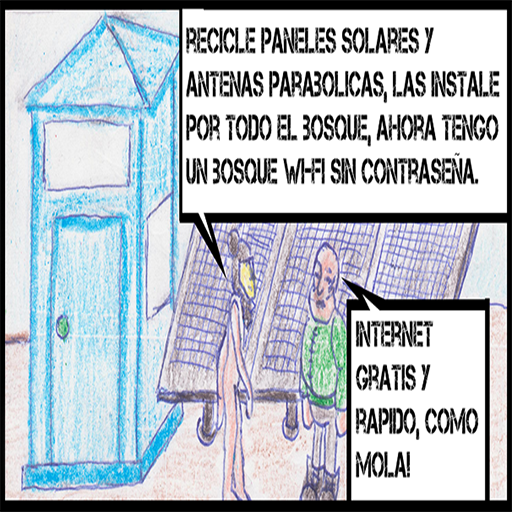 RECICLE PANELES SOLARES Y
ANTENAS PARABOLICAS, LAS INSTALE
POR TODO EL BOSQUE, AHORA TENGO
UN BOSQUE WI-FI SIN CONTRASEÑA.
INTERNET
GRATIS Y
RAPIDO, COMO
MOLA!